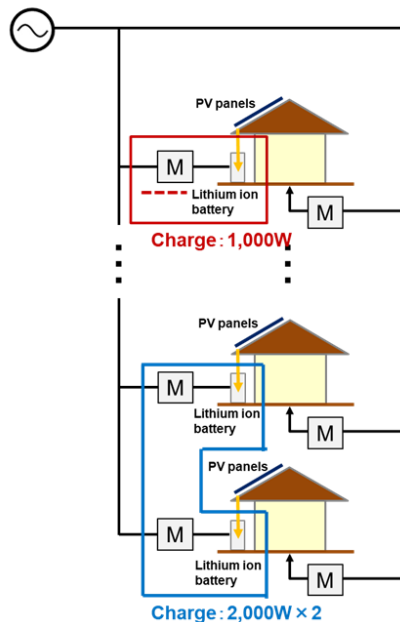 PV panels
M
Lithium ion
battery
M
Charge：1,000W
PV panels
M
Lithium ion
battery
M
PV panels
M
Lithium ion
battery
M
Charge：2,000W×2